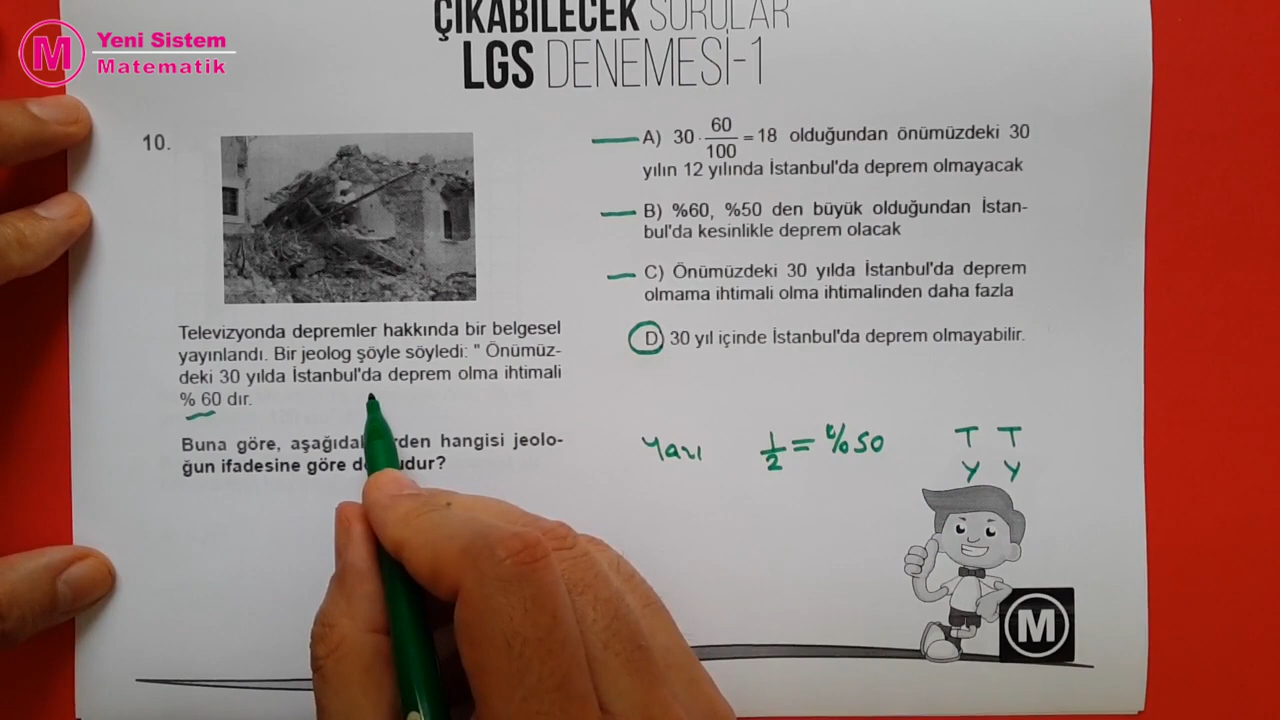 Yeni Sistem
Matematik
ÇIKABİLECEK SORULAR
LGS DENEMESİ-1
10.
Televizyonda depremler hakkında bir belgesel
yayınlandı. Bir jeolog şöyle söyledi: " Önümüz-
deki 30 yılda İstanbul'da deprem olma ihtimali
% 60 dır.
Buna göre, hangisi jeolo-
ğun ifadesine göre
A) 30 . 60/100 = 18 olduğundan önümüzdeki 30
yılın 12 yılında İstanbul'da deprem olmayacak
B) %60, %50 den büyük olduğundan İstan-
bul'da kesinlikle deprem olacak
C) Önümüzdeki 30 yılda İstanbul'da deprem
olmama ihtimali olma ihtimalinden daha fazla
D) 30 yıl içinde İstanbul'da deprem olmayabilir.
Yazı 1/2 = %50
T T
Y Y
M